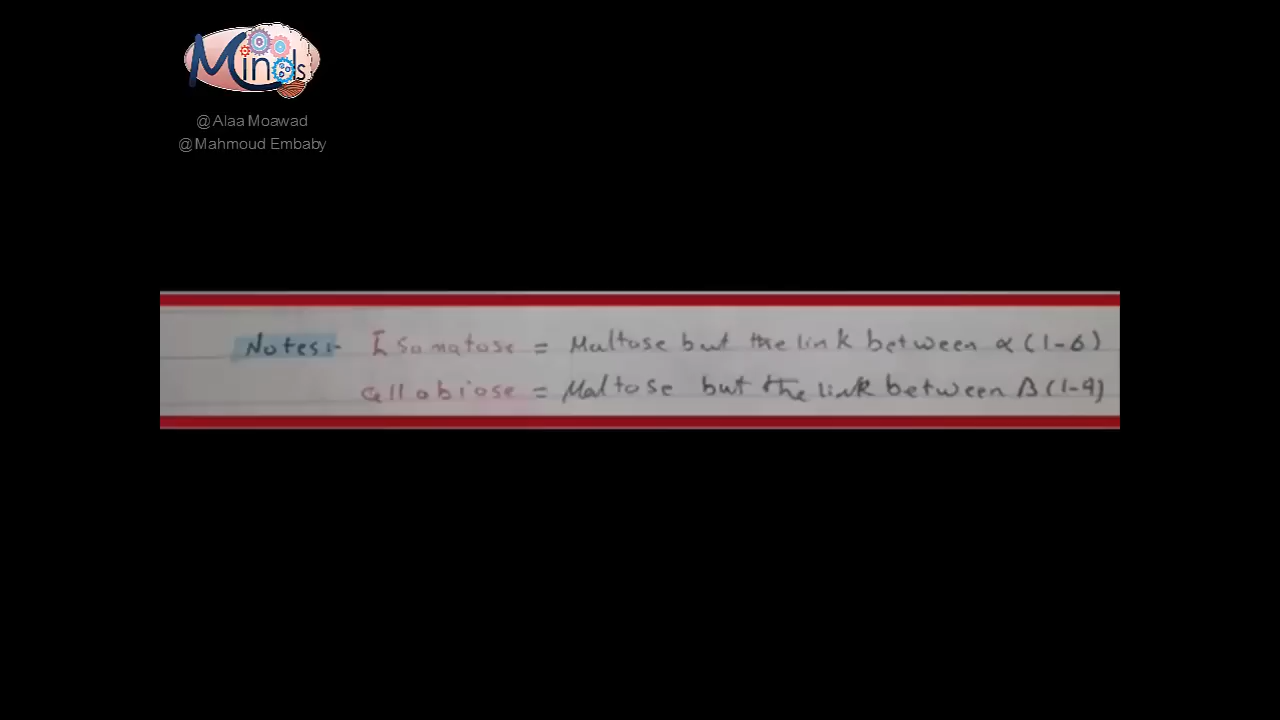 Minds
@Alaa Moawad
@Mahmoud Embaby
Notes:- Isomatose = Maltose but the link between α (1-6)
Cellobiose = Maltose but the link between β (1-4)